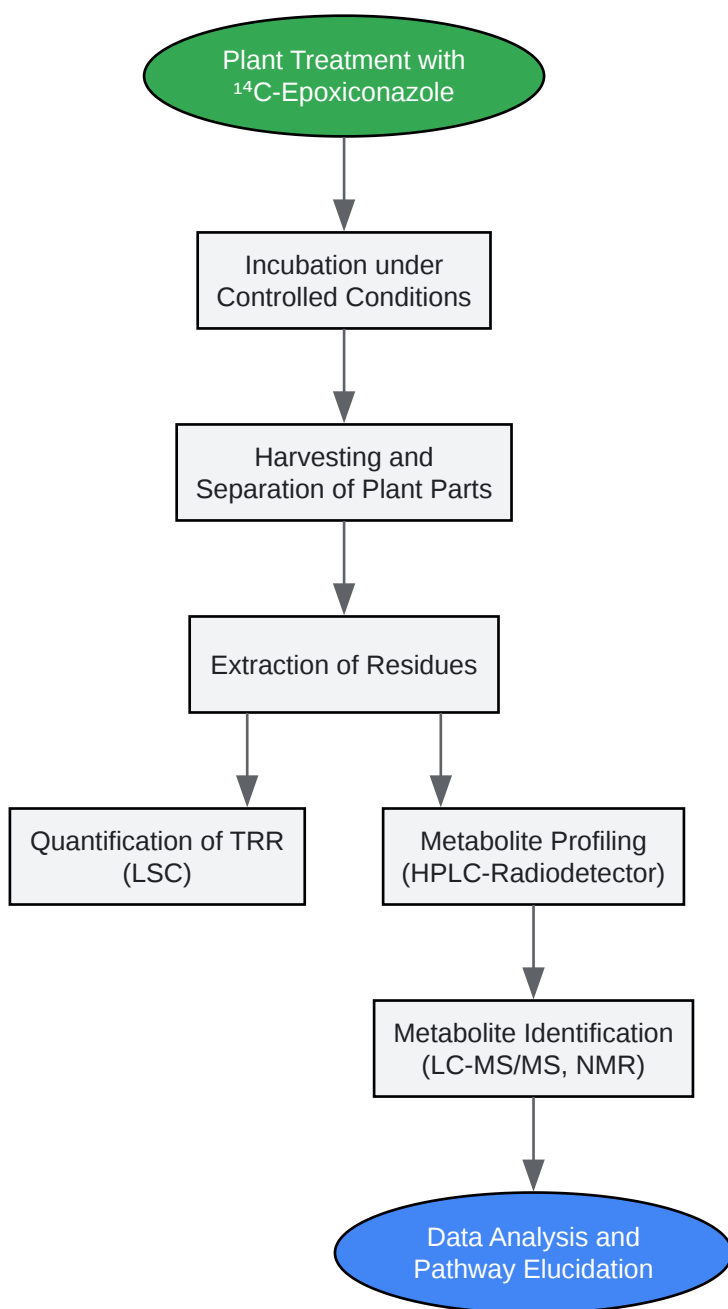 Plant Treatment with
¹⁴C-Epoxiconazole
Incubation under
Controlled Conditions
Harvesting and
Separation of Plant Parts
Extraction of Residues
Quantification of TRR
(LSC)
Metabolite Profiling
(HPLC-Radiodetector)
Metabolite Identification
(LC-MS/MS, NMR)
Data Analysis and
Pathway Elucidation